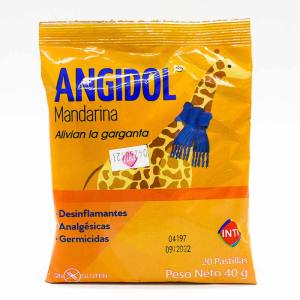 ANGIDOL
Mandarina
Alivian la garganta
- Desinflamantes
- Analgésicas
- Germicidas
04197
09/2022
INTI
20 Pastillas
Peso Neto 40 g